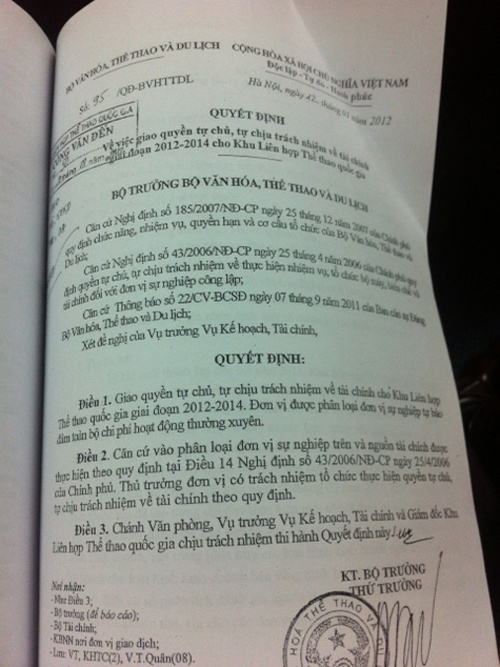 BỘ VĂN HÓA, THỂ THAO VÀ DU LỊCH
CỘNG HÒA XÃ HỘI CHỦ NGHĨA VIỆT NAM
Độc lập - Tự do - Hạnh phúc
Số: 95 /QĐ-BVHTTDL
Hà Nội, ngày 12 tháng 01 năm 2012
QUYẾT ĐỊNH
Về việc giao quyền tự chủ, tự chịu trách nhiệm về tài chính
giai đoạn 2012-2014 cho Khu Liên hợp Thể thao quốc gia
HỢP THỂ THAO QUỐC GIA
CÔNG VĂN ĐẾN
BỘ TRƯỞNG BỘ VĂN HÓA, THỂ THAO VÀ DU LỊCH
Căn cứ Nghị định số 185/2007/NĐ-CP ngày 25 tháng 12 năm 2007 của Chính phủ
quy định chức năng, nhiệm vụ, quyền hạn và cơ cấu tổ chức của Bộ Văn hóa, Thể thao và
Du lịch;
Căn cứ Nghị định số 43/2006/NĐ-CP ngày 25 tháng 4 năm 2006 của Chính phủ quy
định quyền tự chủ, tự chịu trách nhiệm về thực hiện nhiệm vụ, tổ chức bộ máy, biên chế và
tài chính đối với đơn vị sự nghiệp công lập;
Căn cứ Thông báo số 22/CV-BCSĐ ngày 07 tháng 9 năm 2011 của Ban cán sự Đảng
Bộ Văn hóa, Thể thao và Du lịch;
Xét đề nghị của Vụ trưởng Vụ Kế hoạch, Tài chính,
QUYẾT ĐỊNH:
Điều 1. Giao quyền tự chủ, tự chịu trách nhiệm về tài chính cho Khu Liên hợp
Thể thao quốc gia giai đoạn 2012-2014. Đơn vị được phân loại đơn vị sự nghiệp tự bảo
đảm toàn bộ chi phí hoạt động thường xuyên.
Điều 2. Căn cứ vào phân loại đơn vị sự nghiệp trên và nguồn tài chính được
thực hiện theo quy định tại Điều 14 Nghị định số 43/2006/NĐ-CP ngày 25/4/2006
của Chính phủ. Thủ trưởng đơn vị có trách nhiệm tổ chức thực hiện quyền tự chủ,
tự chịu trách nhiệm về tài chính theo quy định.
Điều 3. Chánh Văn phòng, Vụ trưởng Vụ Kế hoạch, Tài chính và Giám đốc Khu
Liên hợp Thể thao quốc gia chịu trách nhiệm thi hành Quyết định này./.
Nơi nhận:
- Như Điều 3;
- Bộ trưởng (để báo cáo);
- Bộ Tài chính;
- KBNN nơi đơn vị giao dịch;
- Lưu: VT, KHTC(2), V.T.Quân(08).
KT. BỘ TRƯỞNG
THỨ TRƯỞNG
HÓA THỂ THAO VÀ DU